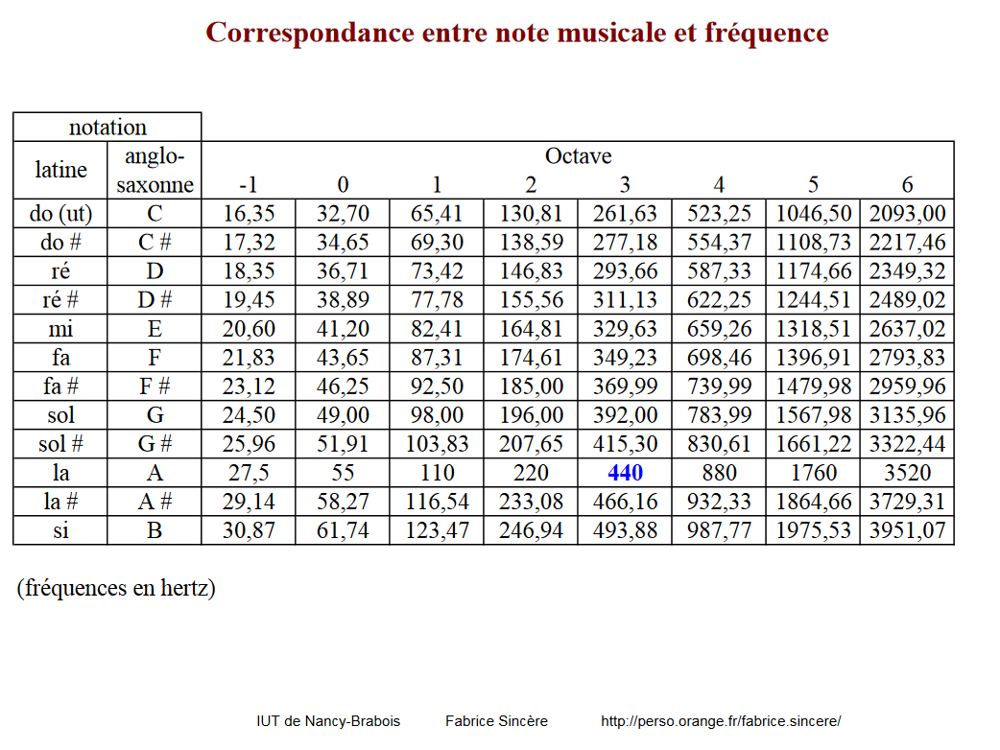 Correspondance entre note musicale et fréquence
notation
latine anglo-saxonne Octave
-1 0 1 2 3 4 5 6
do (ut) C 16,35 32,70 65,41 130,81 261,63 523,25 1046,50 2093,00
do # C # 17,32 34,65 69,30 138,59 277,18 554,37 1108,73 2217,46
ré D 18,35 36,71 73,42 146,83 293,66 587,33 1174,66 2349,32
ré # D # 19,45 38,89 77,78 155,56 311,13 622,25 1244,51 2489,02
mi E 20,60 41,20 82,41 164,81 329,63 659,26 1318,51 2637,02
fa F 21,83 43,65 87,31 174,61 349,23 698,46 1396,91 2793,83
fa # F # 23,12 46,25 92,50 185,00 369,99 739,99 1479,98 2959,96
sol G 24,50 49,00 98,00 196,00 392,00 783,99 1567,98 3135,96
sol # G # 25,96 51,91 103,83 207,65 415,30 830,61 1661,22 3322,44
la A 27,5 55 110 220 440 880 1760 3520
la # A # 29,14 58,27 116,54 233,08 466,16 932,33 1864,66 3729,31
si B 30,87 61,74 123,47 246,94 493,88 987,77 1975,53 3951,07
(fréquences en hertz)
IUT de Nancy-Brabois Fabrice Sincère http://perso.orange.fr/fabrice.sincere/